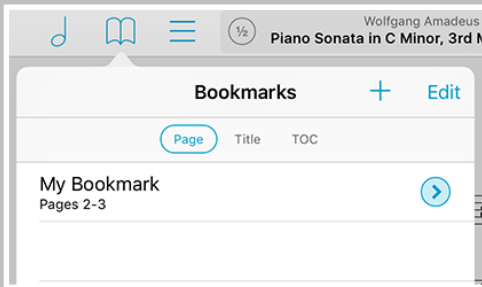 ½
Wolfgang Amadeus
Piano Sonata in C Minor, 3rd
Bookmarks
Edit
Page Title TOC
My Bookmark
Pages 2-3